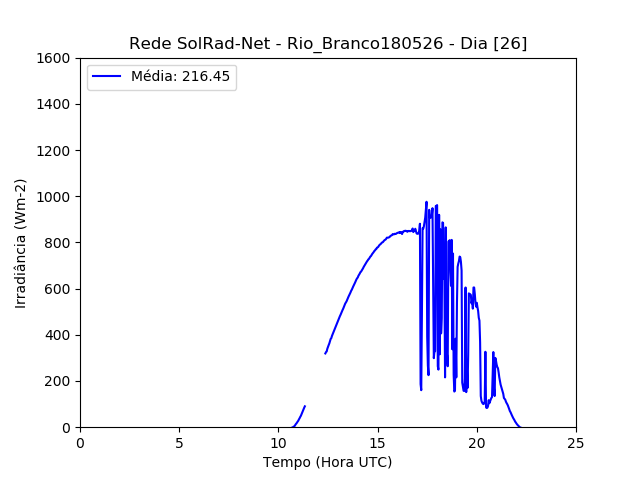 Rede SolRad-Net - Rio_Branco180526 - Dia [26]
Média: 216.45
1600
1400
1200
1000
800
600
400
200
0
Irradiância (Wm-2)
0 5 10 15 20 25
Tempo (Hora UTC)